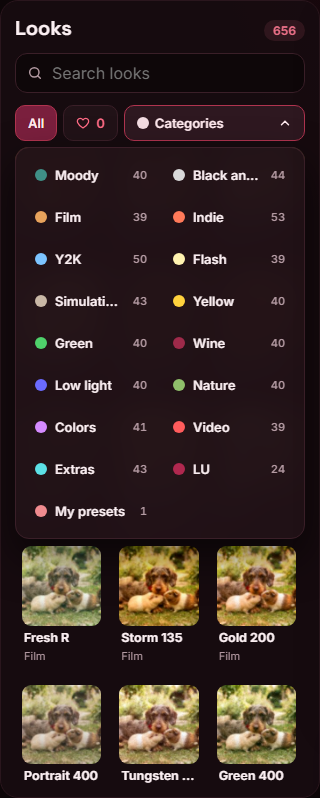 Looks 656
Search looks
All 0 Categories
Moody 40 Black an... 44
Film 39 Indie 53
Y2K 50 Flash 39
Simulati... 43 Yellow 40
Green 40 Wine 40
Low light 40 Nature 40
Colors 41 Video 39
Extras 43 LU 24
My presets 1
Fresh R Storm 135 Gold 200
Film Film Film
Portrait 400 Tungsten ... Green 400